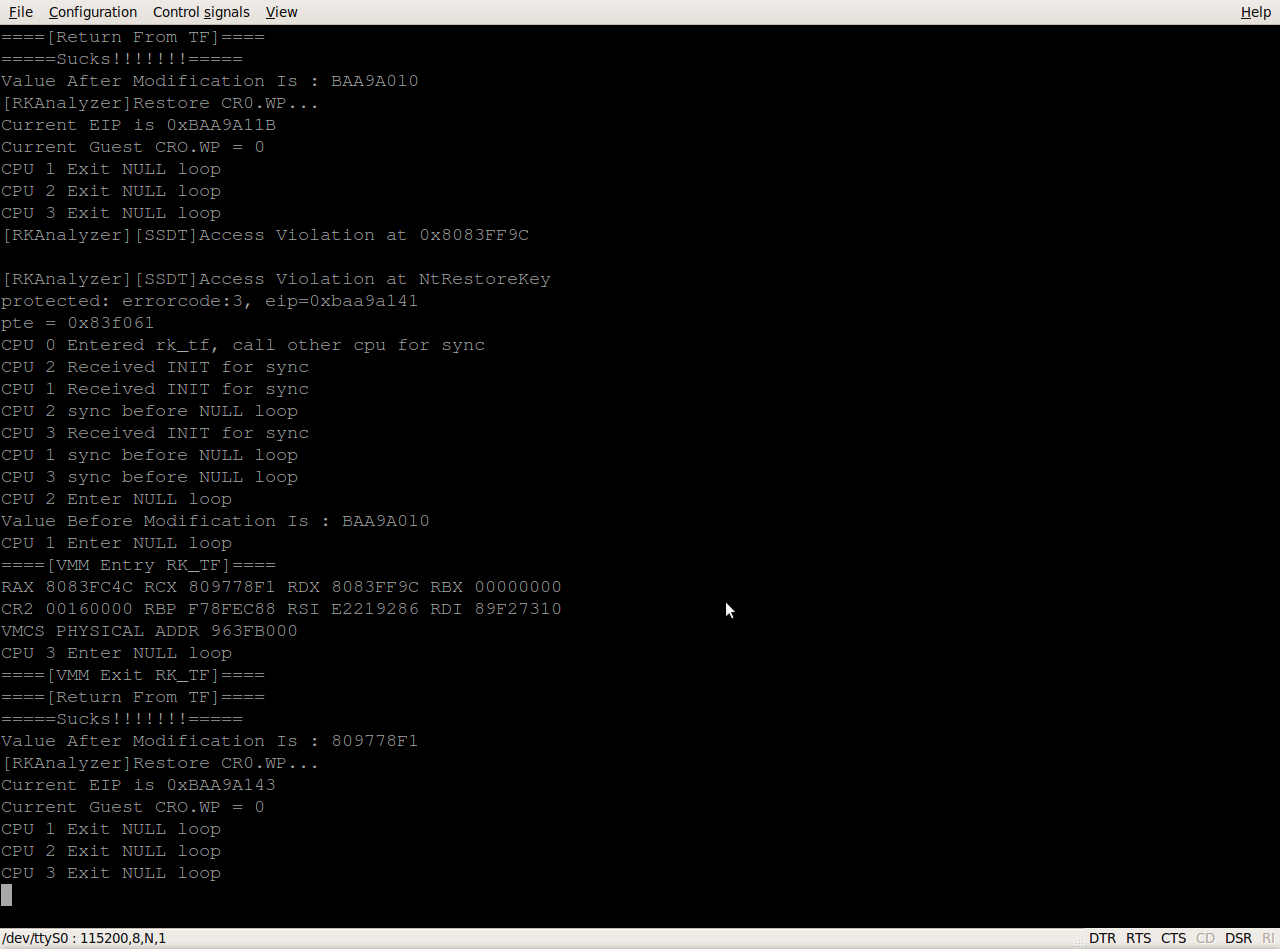 File Configuration Control signals View Help
====[Return From TF]====
=====Sucks!!!!!!!=====
Value After Modification Is : BAA9A010
[RKAnalyzer]Restore CR0.WP...
Current EIP is 0xBAA9A11B
Current Guest CRO.WP = 0
CPU 1 Exit NULL loop
CPU 2 Exit NULL loop
CPU 3 Exit NULL loop
[RKAnalyzer][SSDT]Access Violation at 0x8083FF9C
[RKAnalyzer][SSDT]Access Violation at NtRestoreKey
protected: errorcode:3, eip=0xbaa9a141
pte = 0x83f061
CPU 0 Entered rk_tf, call other cpu for sync
CPU 2 Received INIT for sync
CPU 1 Received INIT for sync
CPU 2 sync before NULL loop
CPU 3 Received INIT for sync
CPU 1 sync before NULL loop
CPU 3 sync before NULL loop
CPU 2 Enter NULL loop
Value Before Modification Is : BAA9A010
CPU 1 Enter NULL loop
====[VMM Entry RK_TF]====
RAX 8083FC4C RCX 809778F1 RDX 8083FF9C RBX 00000000
CR2 00160000 RBP F78FEC88 RSI E2219286 RDI 89F27310
VMCS PHYSICAL ADDR 963FB000
CPU 3 Enter NULL loop
====[VMM Exit RK_TF]====
====[Return From TF]====
=====Sucks!!!!!!!=====
Value After Modification Is : 809778F1
[RKAnalyzer]Restore CR0.WP...
Current EIP is 0xBAA9A143
Current Guest CRO.WP = 0
CPU 1 Exit NULL loop
CPU 2 Exit NULL loop
CPU 3 Exit NULL loop
/dev/ttyS0 : 115200,8,N,1 DTR RTS CTS CD DSR RI